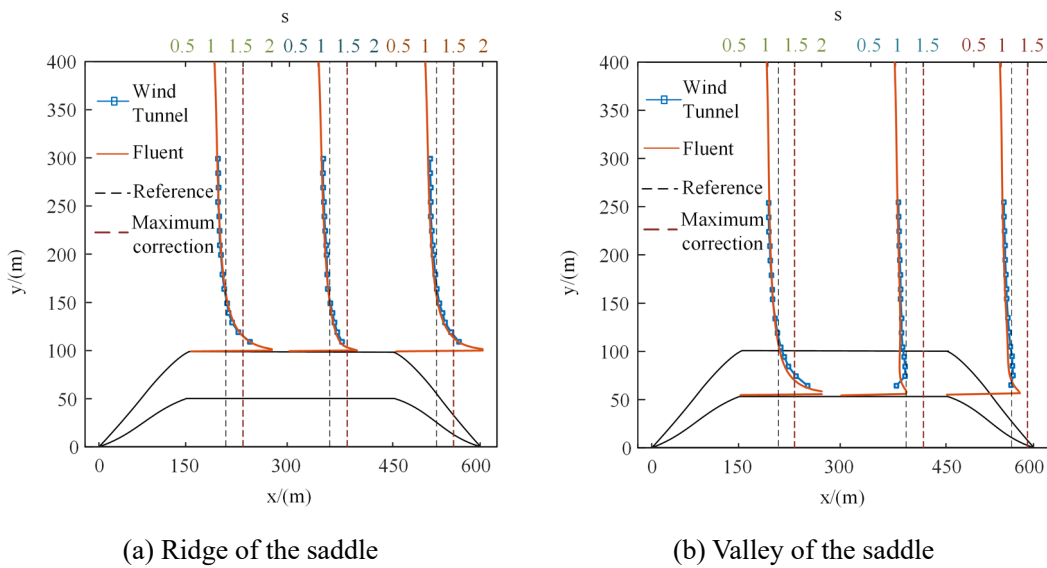 s
0.5 1 1.5 2 0.5 1 1.5 2 0.5 1 1.5 2
400
350
300
250
200
150
100
50
0
y/(m)
Wind
Tunnel
Fluent
Reference
Maximum
correction
0 150 300 450 600
x/(m)
(a) Ridge of the saddle
s
0.5 1 1.5 2 0.5 1 1.5 0.5 1 1.5
400
350
300
250
200
150
100
50
0
y/(m)
Wind
Tunnel
Fluent
Reference
Maximum
correction
0 150 300 450 600
x/(m)
(b) Valley of the saddle